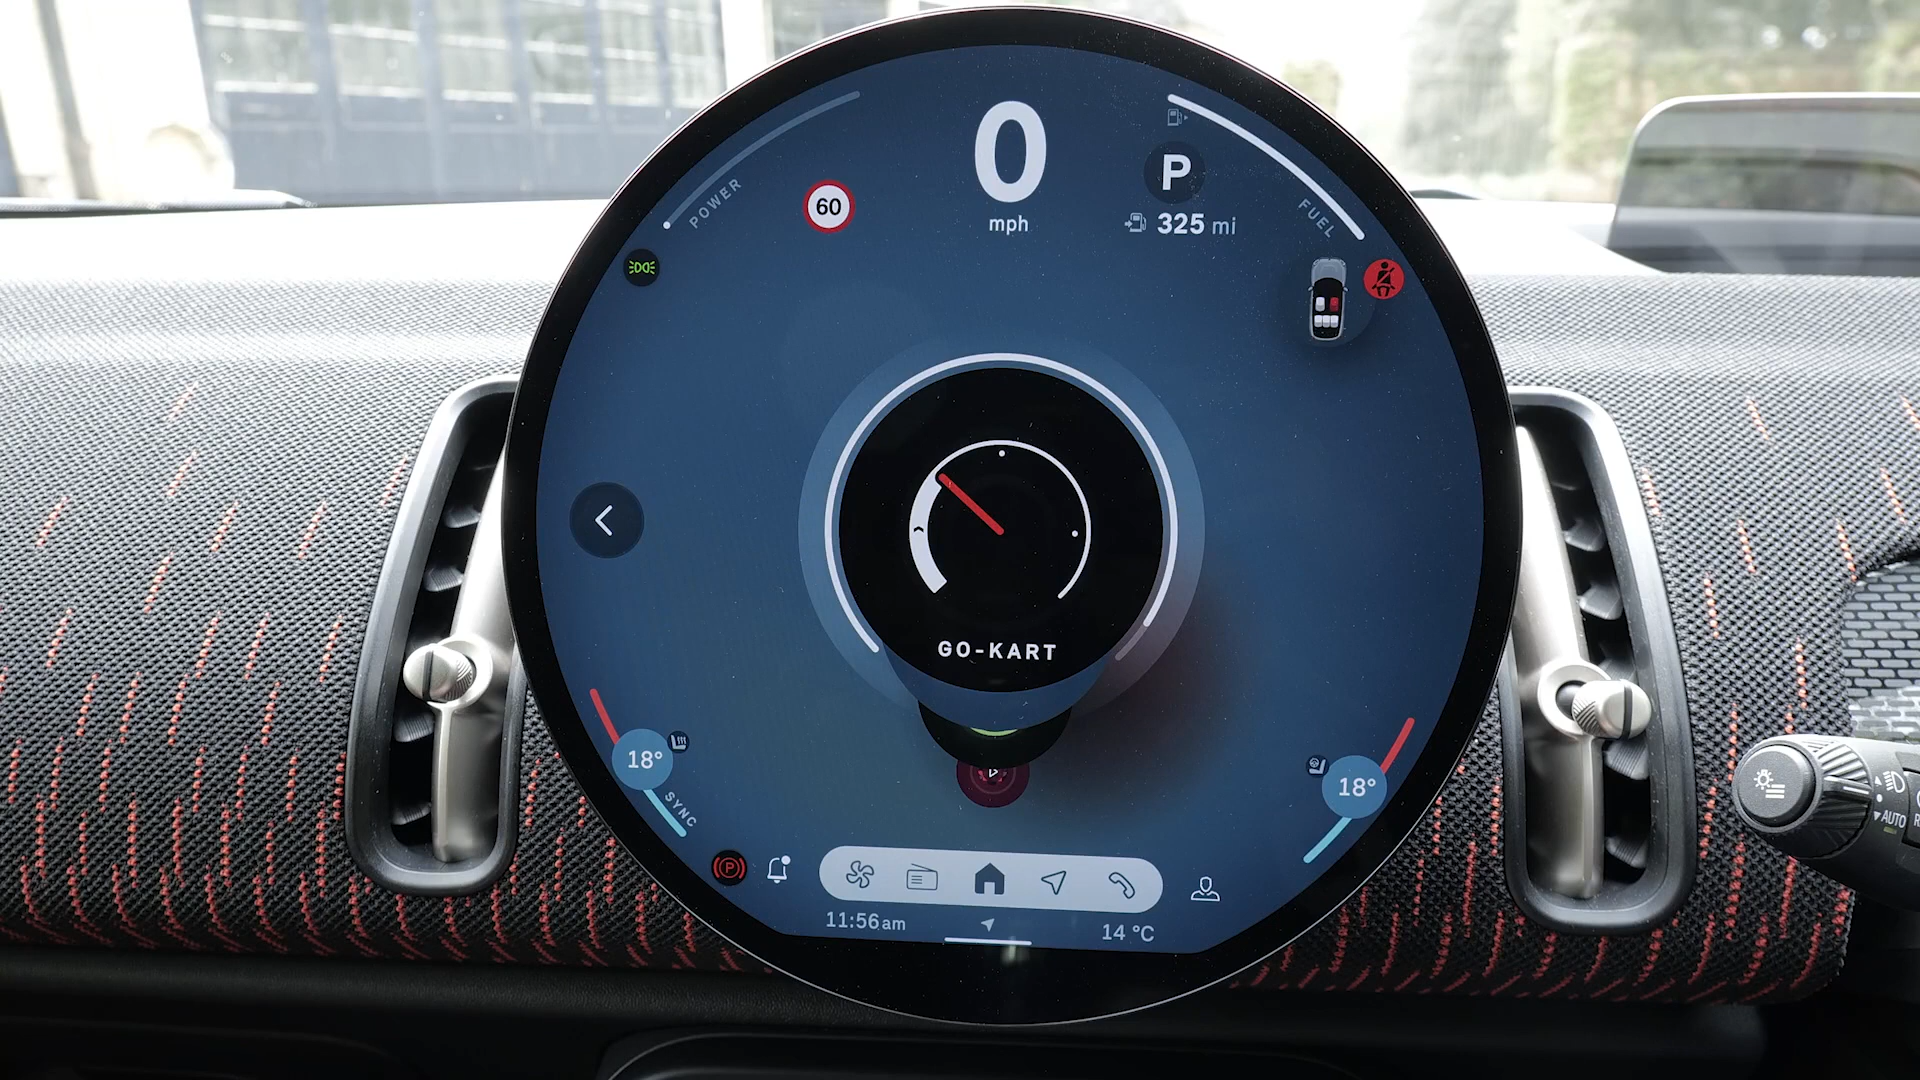 0
mph
P
POWER
60
325 mi
FUEL
GO-KART
18°
SYNC
18°
AUTO
P
11:56am
14 °C